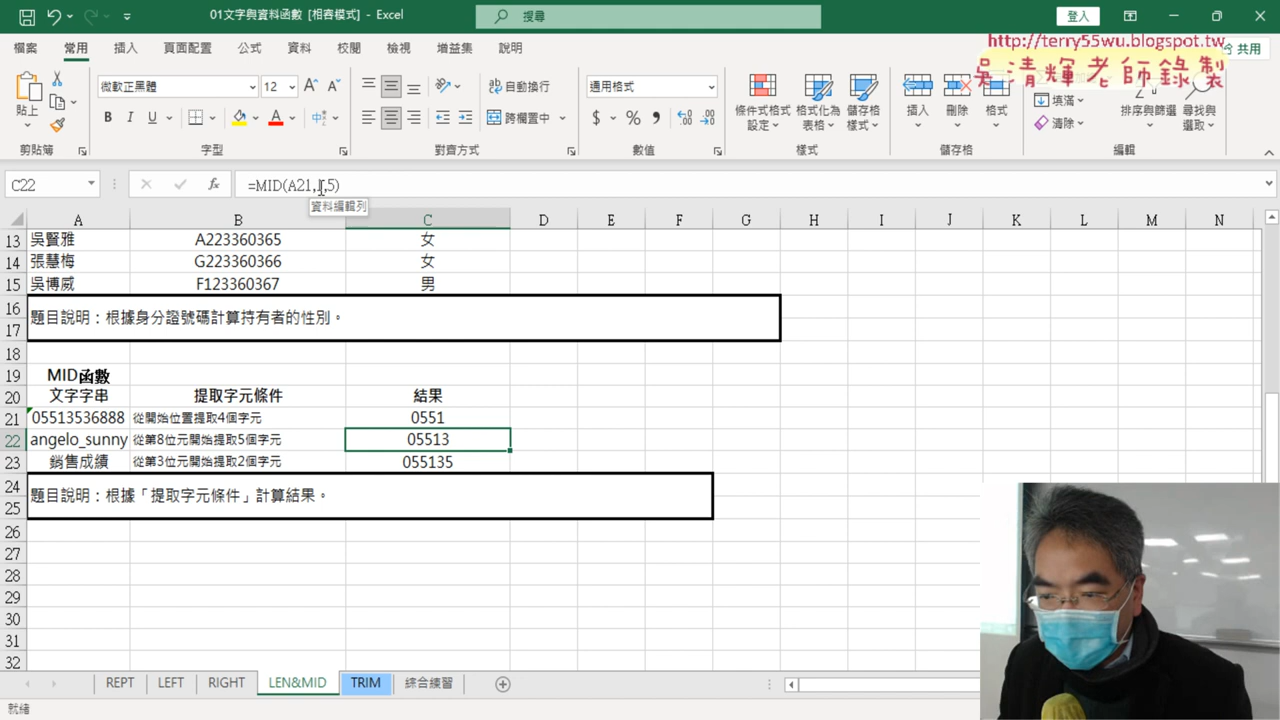 01文字與資料函數 [相容模式] - Excel
搜尋
登入
http://terry55wu.blogspot.tw
吳清輝老師錄製
檔案 常用 插入 頁面配置 公式 資料 校閱 檢視 增益集 說明
共用
貼上
微軟正黑體 12
自動換行
通用格式
B I U
跨欄置中
條件式格式設定 格式化為表格 儲存格樣式
插入 刪除 格式
填滿
清除
排序與篩選 尋找與選取
剪貼簿 字型 對齊方式 數值 樣式 儲存格 編輯
C22 fx =MID(A21,1,5)
資料編輯列
A B C D E F G H I J K L M N
13 吳賢雅 A223360365 女
14 張慧梅 G223360366 女
15 吳博威 F123360367 男
16
題目說明：根據身分證號碼計算持有者的性別。
17
18
19 MID函數
20 文字字串 提取字元條件 結果
21 05513536888 從開始位置提取4個字元 0551
22 angelo_sunny 從第8位元開始提取5個字元 05513
23 銷售成績 從第3位元開始提取2個字元 055135
24
題目說明：根據「提取字元條件」計算結果。
25
26
27
28
29
30
31
32
REPT LEFT RIGHT LEN&MID TRIM 綜合練習
就緒